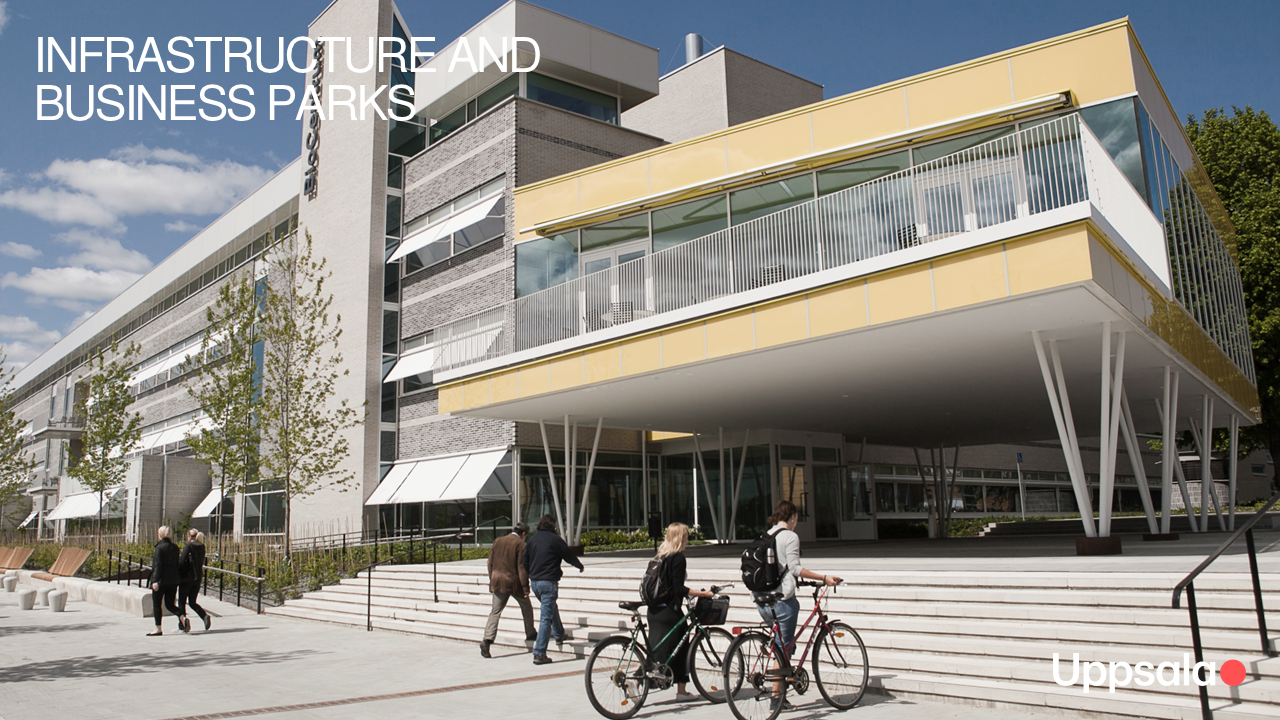 INFRASTRUCTURE AND
BUSINESS PARKS
Uppsala